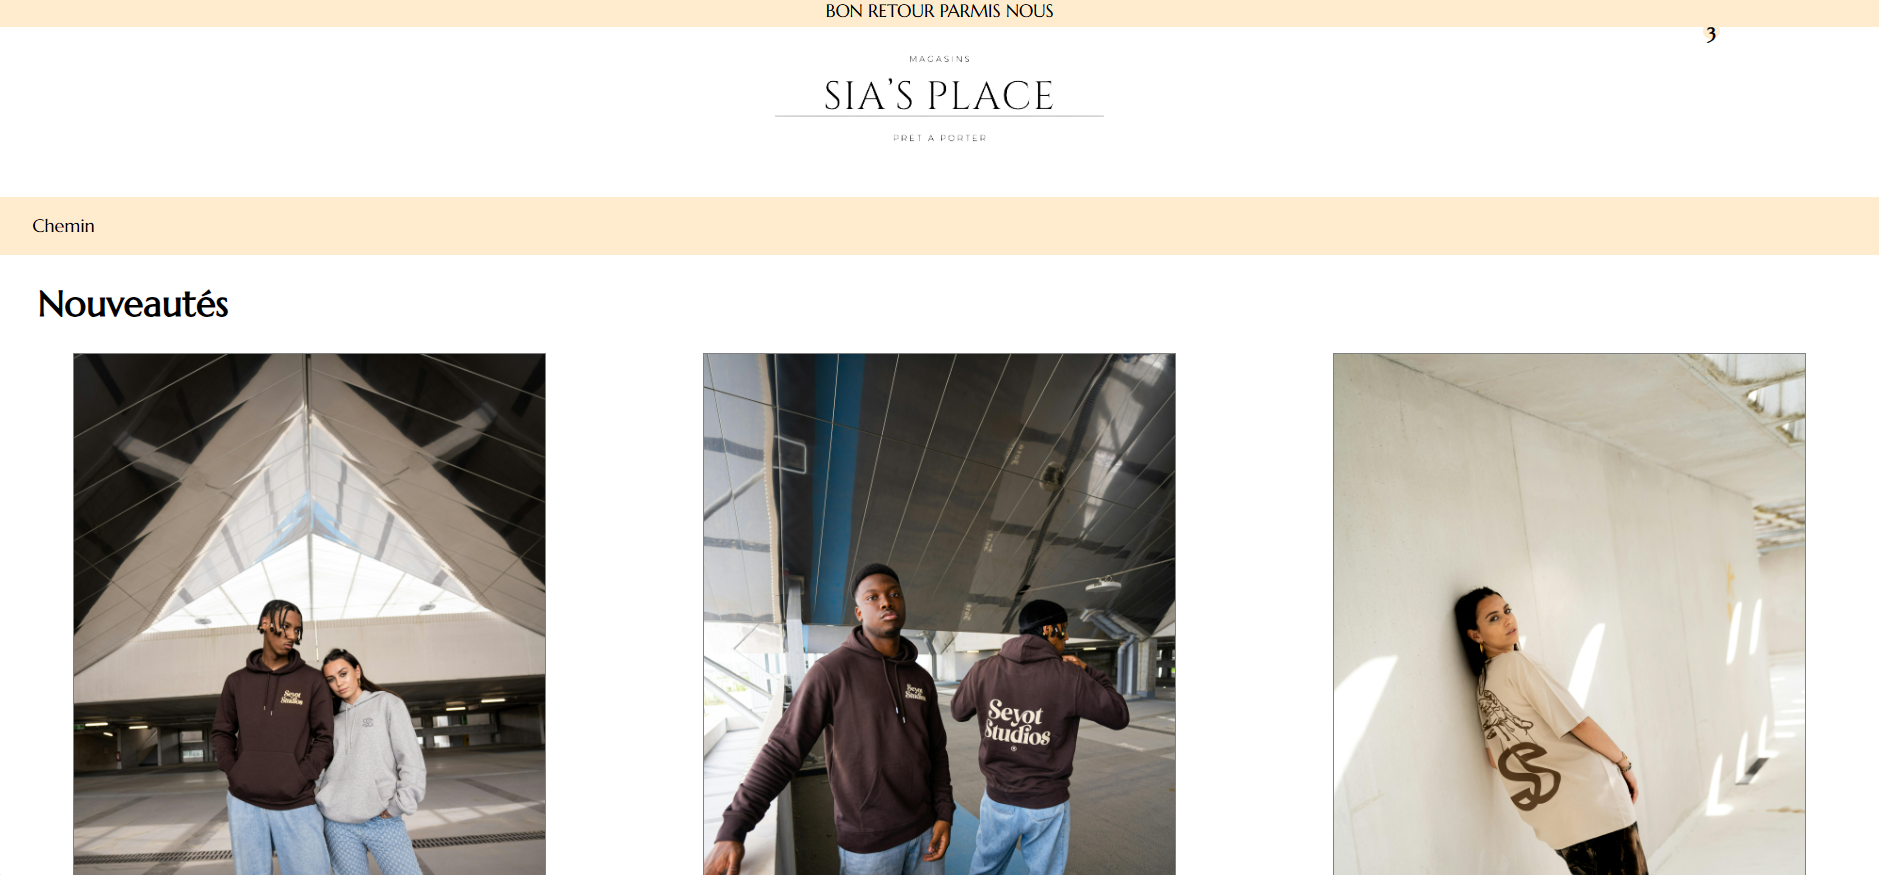 BON RETOUR PARMIS NOUS
3
MAGASINS
SIA'S PLACE
PRET A PORTER
Chemin
Nouveautés
Seyot
Studios
Seyot
Studios
Seyot
Studios
®
S